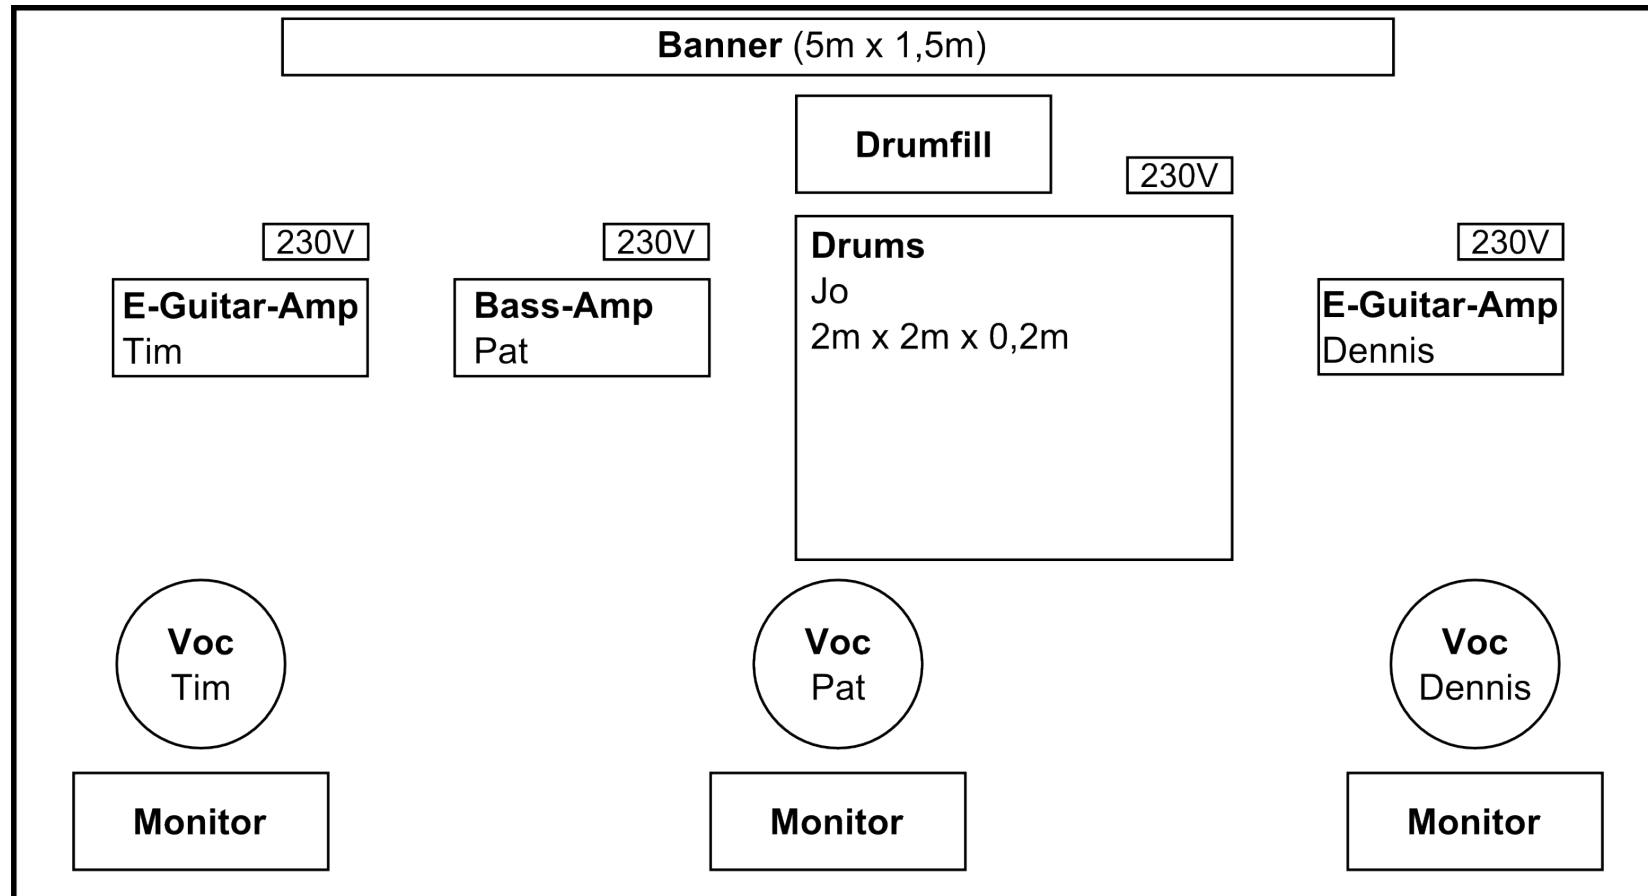 Banner (5m x 1,5m)
Drumfill
230V
230V
230V
230V
E-Guitar-Amp
Tim
Bass-Amp
Pat
Drums
Jo
2m x 2m x 0,2m
E-Guitar-Amp
Dennis
Voc
Tim
Voc
Pat
Voc
Dennis
Monitor
Monitor
Monitor